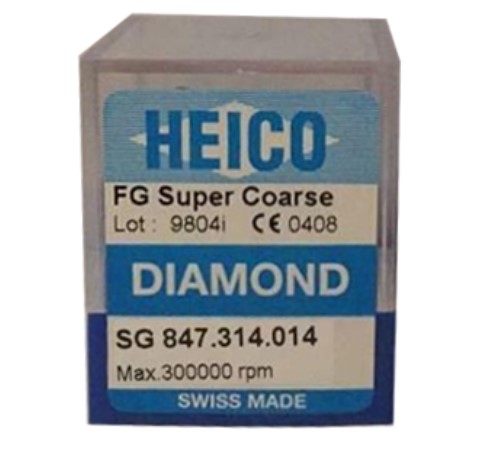 HEICO
FG Super Coarse
Lot : 9804i CE 0408
DIAMOND
SG 847.314.014
Max.300000 rpm
SWISS MADE